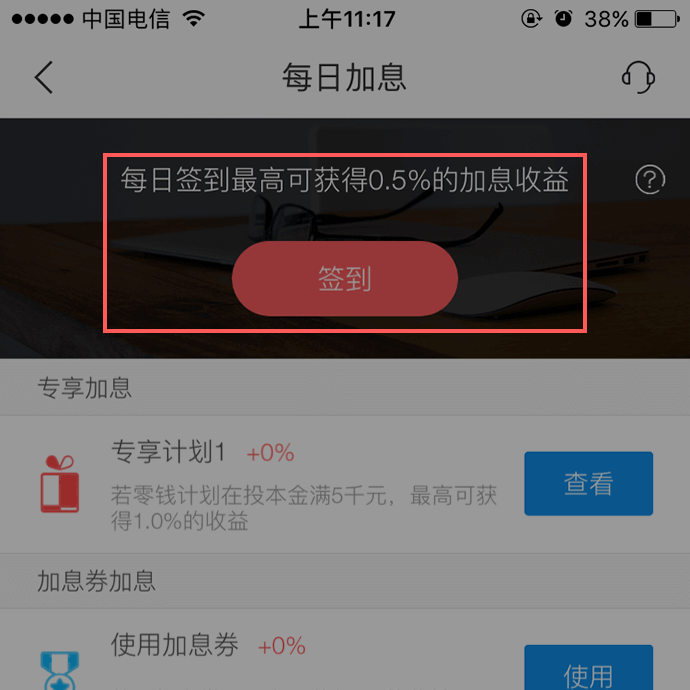 中国电信 上午11:17 38%
每日加息
每日签到最高可获得0.5%的加息收益
签到
专享加息
专享计划1 +0%
若零钱计划在投本金满5千元，最高可获
得1.0%的收益
查看
加息券加息
使用加息券 +0%
使用